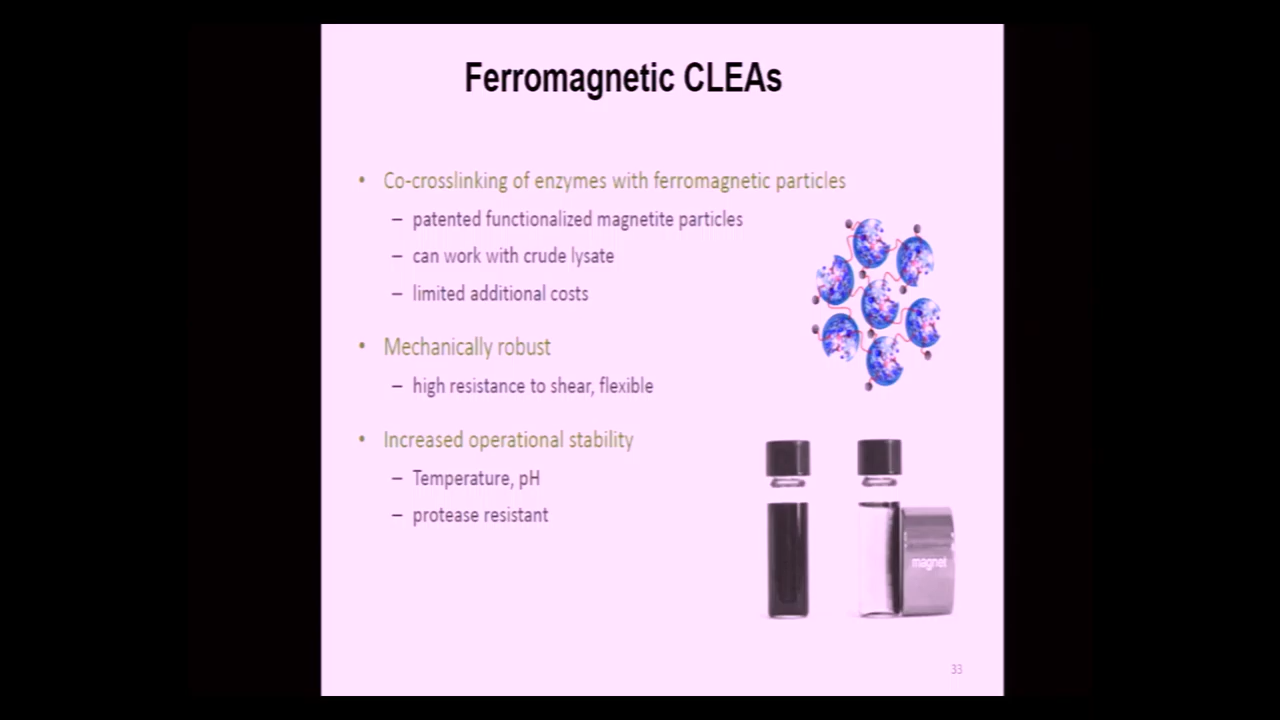 Ferromagnetic CLEAs
• Co-crosslinking of enzymes with ferromagnetic particles
– patented functionalized magnetite particles
– can work with crude lysate
– limited additional costs
• Mechanically robust
– high resistance to shear, flexible
• Increased operational stability
– Temperature, pH
– protease resistant
magnet
33